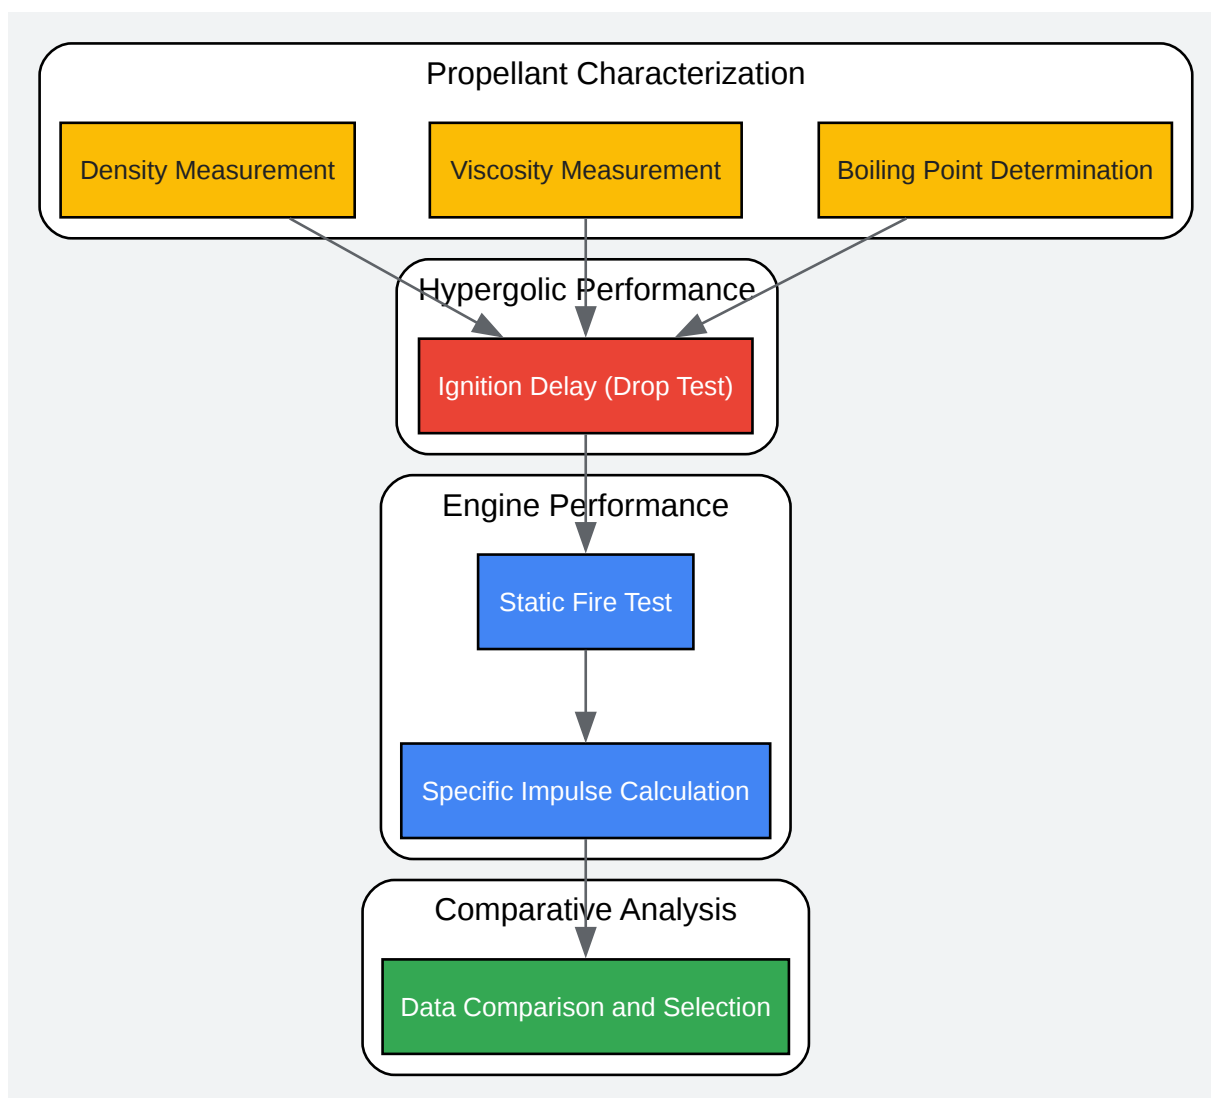 Propellant Characterization
Density Measurement
Viscosity Measurement
Boiling Point Determination
Hypergolic Performance
Ignition Delay (Drop Test)
Engine Performance
Static Fire Test
Specific Impulse Calculation
Comparative Analysis
Data Comparison and Selection